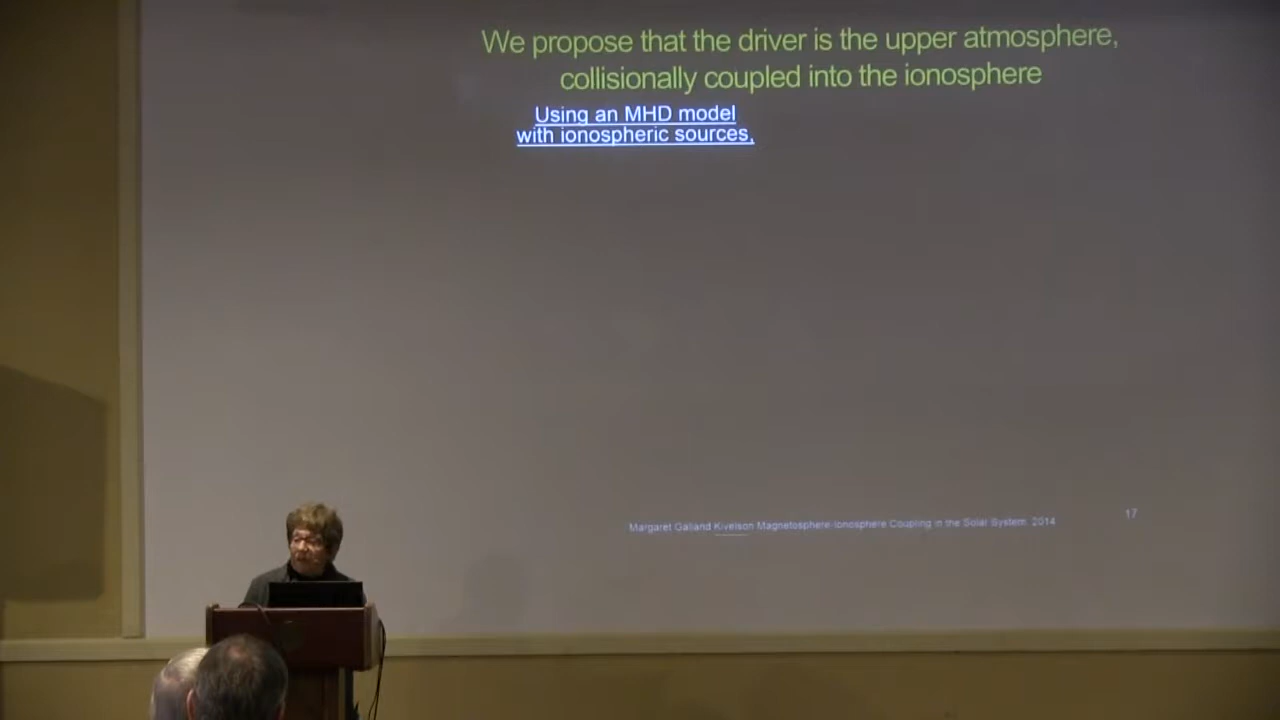 We propose that the driver is the upper atmosphere,
collisionally coupled into the ionosphere
Using an MHD model
with ionospheric sources,
Margaret Galland Kivelson Magnetosphere-Ionosphere Coupling in the Solar System 2014
17